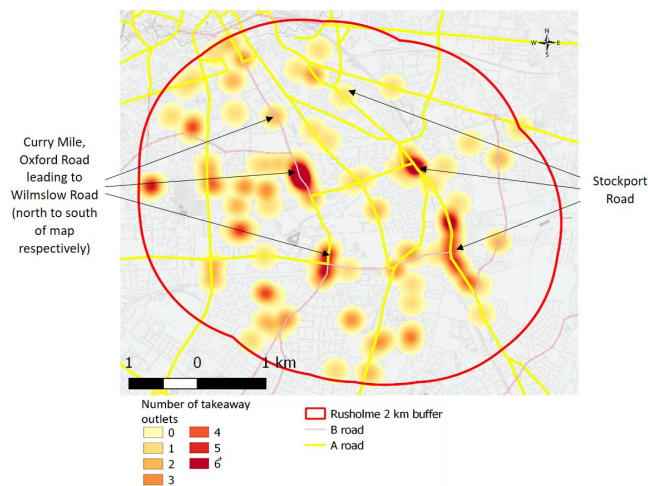 N
W E
S
Curry Mile,
Oxford Road
leading to
Wilmslow Road
(north to south
of map
respectively)
Stockport
Road
1 0 1 km
Number of takeaway
outlets
0
1
2
3
4
5
6+
Rusholme 2 km buffer
B road
A road